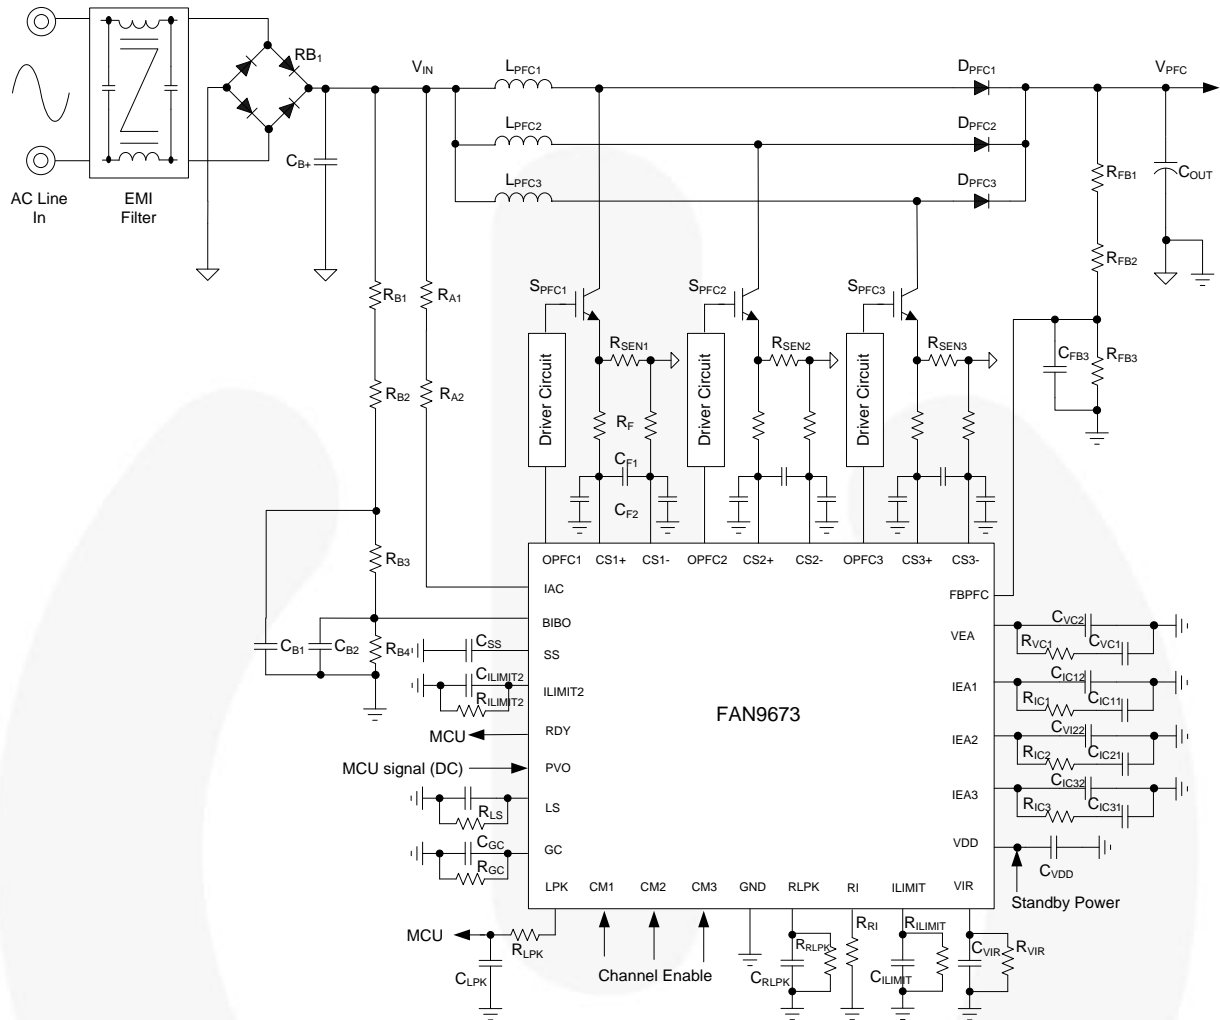 RB1
VIN
LPFC1
DPFC1
VPFC
LPFC2
DPFC2
CB+
LPFC3
DPFC3
RFB1
COUT
AC Line
In
EMI
Filter
RFB2
RB1
RA1
SPFC1
SPFC2
SPFC3
Driver Circuit
RSEN1
Driver Circuit
RSEN2
Driver Circuit
RSEN3
CFB3
RFB3
RB2
RA2
RF
CF1
CF2
OPFC1
CS1+
CS1-
OPFC2
CS2+
CS2-
OPFC3
CS3+
CS3-
RB3
IAC
FBPFC
BIBO
VEA
CVC2
RVC1
CVC1
CB1
CB2
RB4
CSS
SS
CILIMIT2
RILIMIT2
ILIMIT2
IEA1
CIC12
RIC1
CIC11
FAN9673
MCU
RDY
IEA2
CVI22
RIC2
CIC21
MCU signal (DC)
PVO
IEA3
CIC32
RIC3
CIC31
RLS
LS
CGC
RGC
GC
VDD
CVDD
Standby Power
LPK
CM1
CM2
CM3
GND
RLPK
RI
ILIMIT
VIR
MCU
RLPK
CLPK
Channel Enable
RRLPK
CRLPK
RRI
RILIMIT
CILIMIT
CVIR
RVIR